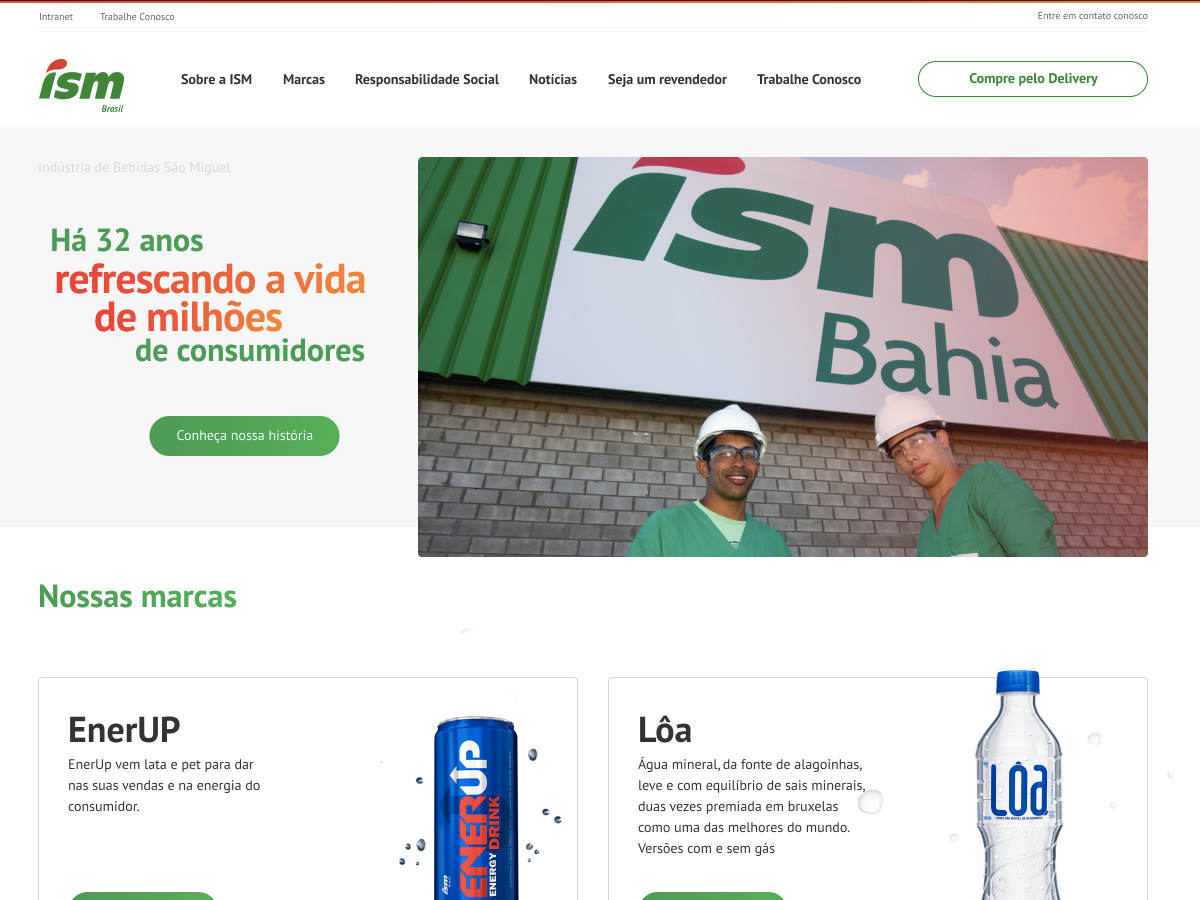 Intranet
Trabalhe Conosco
Entre em contato conosco
ism
Brasil
Sobre a ISM
Marcas
Responsabilidade Social
Notícias
Seja um revendedor
Trabalhe Conosco
Compre pelo Delivery
Indústria de Bebidas São Miguel
Há 32 anos
refrescando a vida
de milhões
de consumidores
Conheça nossa história
ism
Bahia
Nossas marcas
EnerUP
EnerUp vem lata e pet para dar
nas suas vendas e na energia do
consumidor.
ENERÚP
ENERGY DRINK
ism
Lôa
Água mineral, da fonte de alagoinhas,
leve e com equilíbrio de sais minerais,
duas vezes premiada em bruxelas
como uma das melhores do mundo.
Versões com e sem gás
LÔa